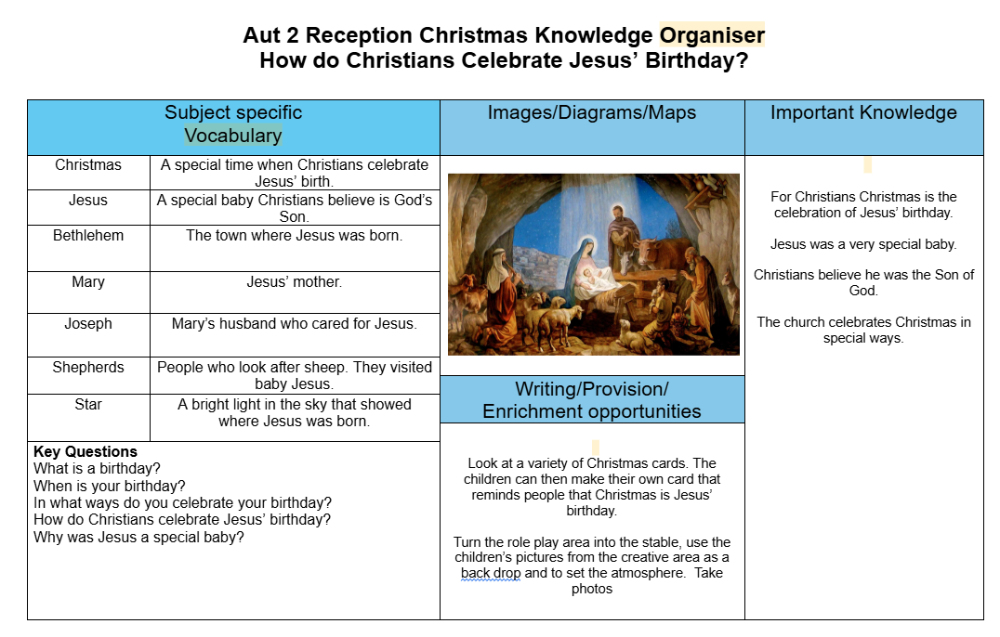 Aut 2 Reception Christmas Knowledge Organiser
How do Christians Celebrate Jesus’ Birthday?
Subject specific
Vocabulary
Christmas
A special time when Christians celebrate
Jesus’ birth.
Jesus
A special baby Christians believe is God’s
Son.
Bethlehem
The town where Jesus was born.
Mary
Jesus’ mother.
Joseph
Mary’s husband who cared for Jesus.
Shepherds
People who look after sheep. They visited
baby Jesus.
Star
A bright light in the sky that showed
where Jesus was born.
Key Questions
What is a birthday?
When is your birthday?
In what ways do you celebrate your birthday?
How do Christians celebrate Jesus’ birthday?
Why was Jesus a special baby?
Images/Diagrams/Maps
Writing/Provision/
Enrichment opportunities
Look at a variety of Christmas cards. The
children can then make their own card that
reminds people that Christmas is Jesus’
birthday.
Turn the role play area into the stable, use the
children’s pictures from the creative area as a
back drop and to set the atmosphere.  Take
photos
Important Knowledge
For Christians Christmas is the
celebration of Jesus’ birthday.
Jesus was a very special baby.
Christians believe he was the Son of
God.
The church celebrates Christmas in
special ways.